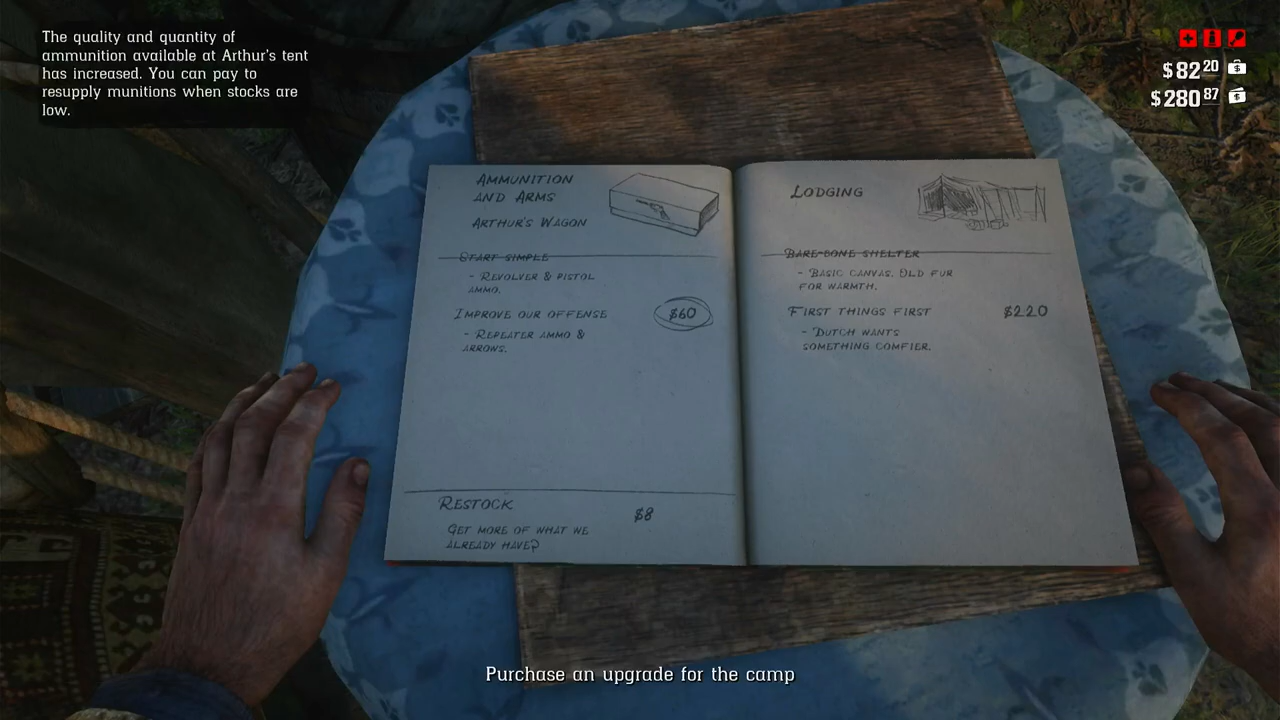 The quality and quantity of
ammunition available at Arthur's tent
has increased. You can pay to
resupply munitions when stocks are
low.
$82 20
$280 87
AMMUNITION
AND ARMS
ARTHUR'S WAGON
START SIMPLE
- REVOLVER & PISTOL
AMMO.
IMPROVE OUR OFFENSE $60
- REPEATER AMMO &
ARROWS.
RESTOCK $8
GET MORE OF WHAT WE
ALREADY HAVE?
LODGING
BARE-BONE SHELTER
- BASIC CANVAS. OLD FUR
FOR WARMTH.
FIRST THINGS FIRST $220
- DUTCH WANTS
SOMETHING COMFIER.
Purchase an upgrade for the camp